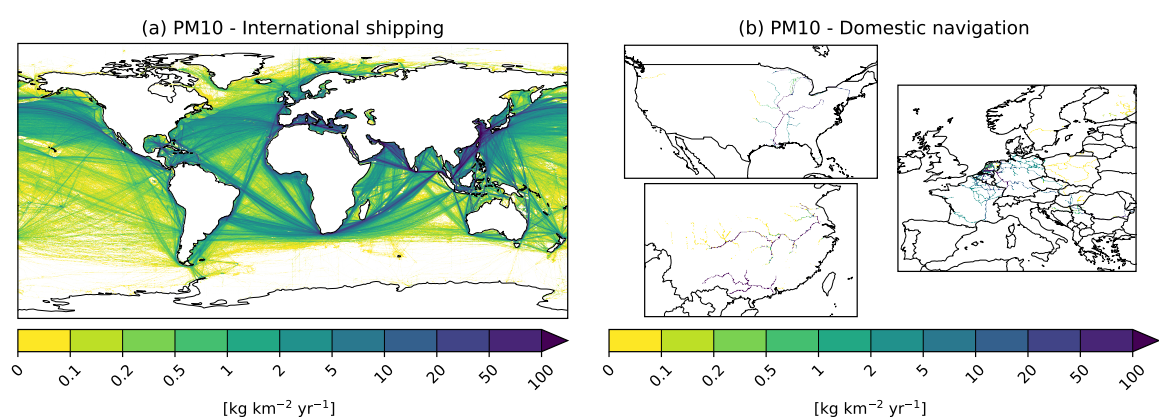 (a) PM10 - International shipping
(b) PM10 - Domestic navigation
0 0.1 0.2 0.5 1 2 5 10 20 50 100
[kg km⁻² yr⁻¹]
0 0.1 0.2 0.5 1 2 5 10 20 50 100
[kg km⁻² yr⁻¹]